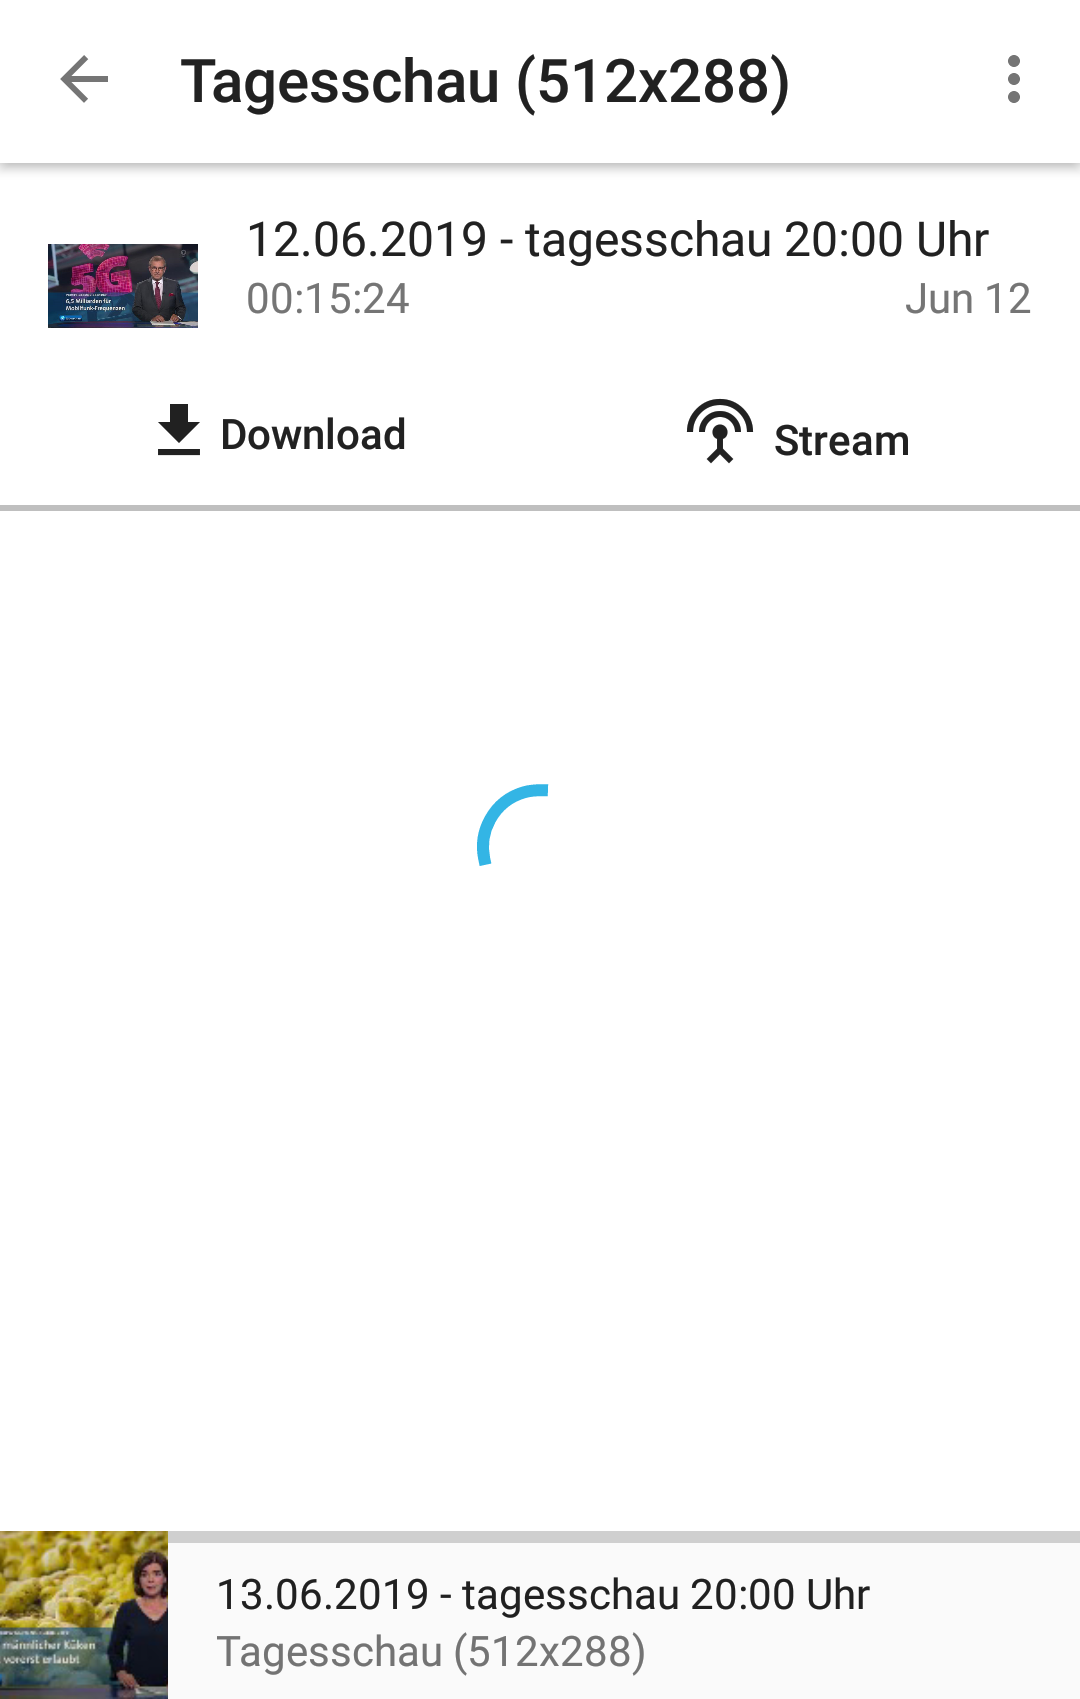 Tagesschau (512x288)
12.06.2019 - tagesschau 20:00 Uhr
00:15:24
Jun 12
5G
6,5 Milliarden für
Mobilfunk-Frequenzen
Download
Stream
13.06.2019 - tagesschau 20:00 Uhr
Tagesschau (512x288)
männlicher Küken
vorerst erlaubt